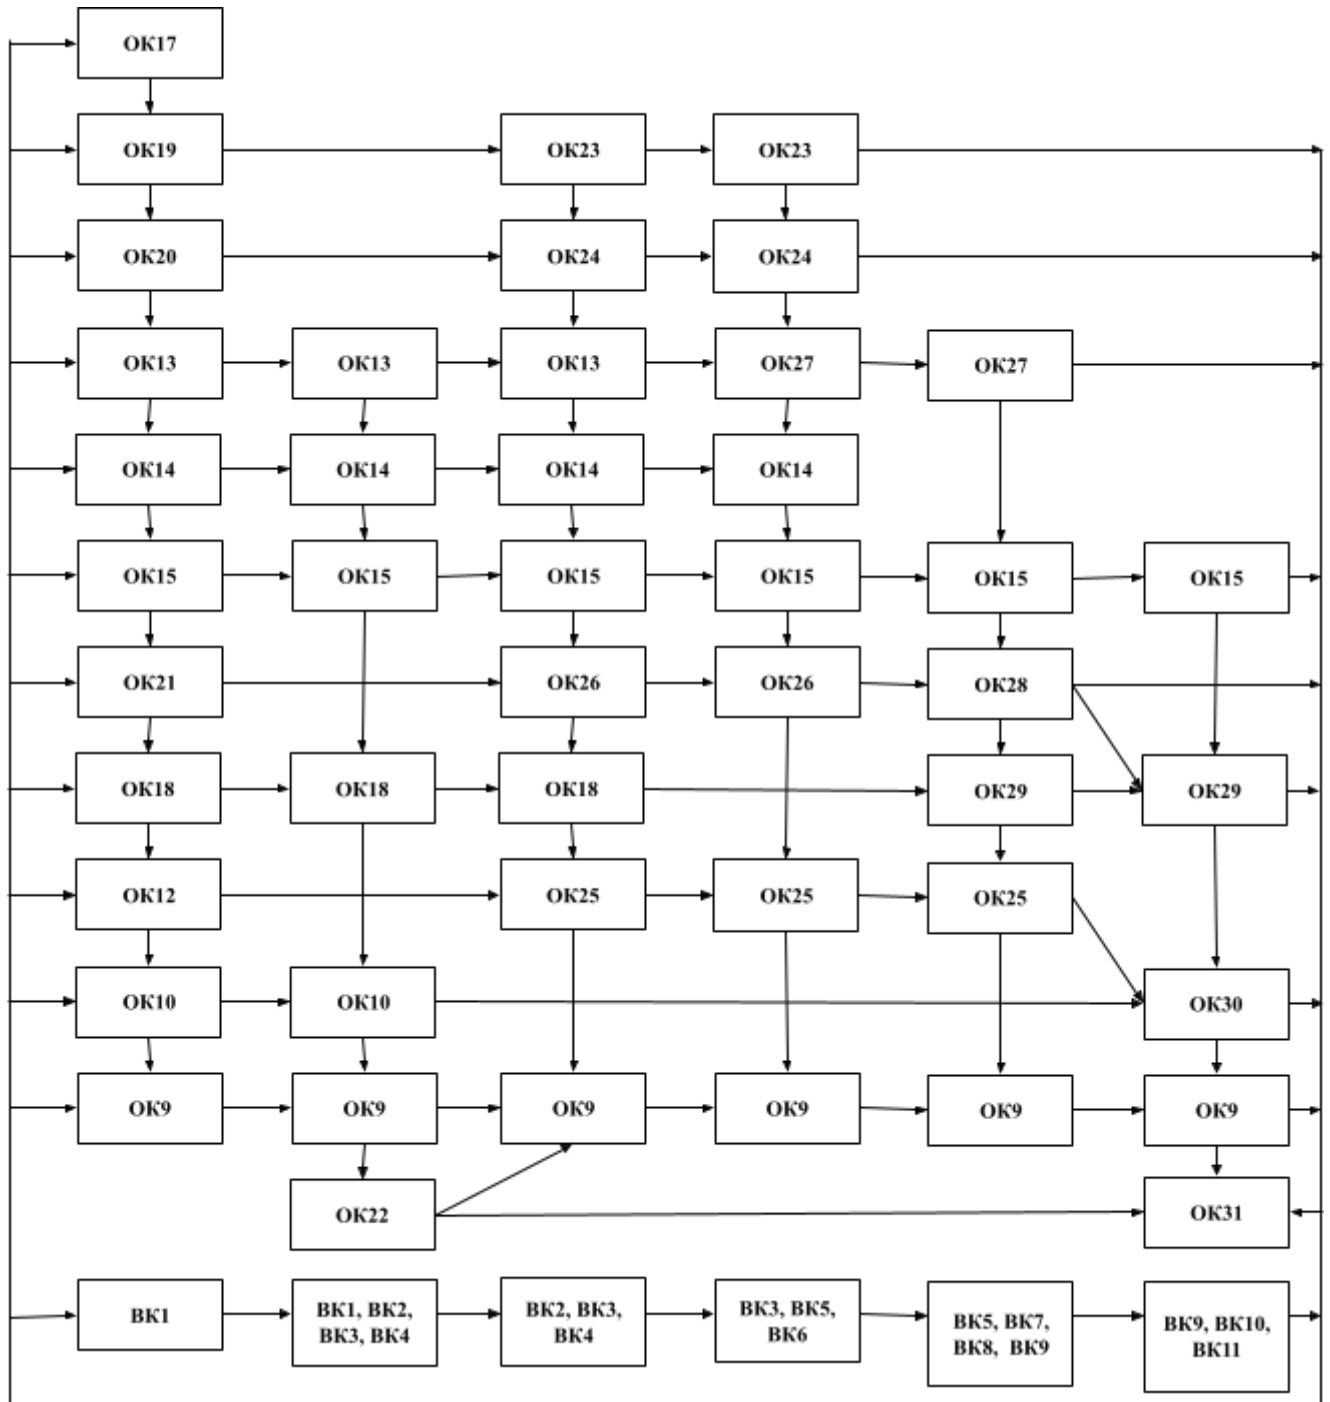 ОК17
ОК19
ОК23
ОК23
ОК20
ОК24
ОК24
ОК13
ОК13
ОК13
ОК27
ОК27
ОК14
ОК14
ОК14
ОК14
ОК15
ОК15
ОК15
ОК15
ОК15
ОК15
ОК21
ОК26
ОК26
ОК28
ОК18
ОК18
ОК18
ОК29
ОК29
ОК12
ОК25
ОК25
ОК25
ОК10
ОК10
ОК30
ОК9
ОК9
ОК9
ОК9
ОК9
ОК9
ОК22
ОК31
ВК1
ВК1, ВК2,
ВК3, ВК4
ВК2, ВК3,
ВК4
ВК3, ВК5,
ВК6
ВК5, ВК7,
ВК8, ВК9
ВК9, ВК10,
ВК11